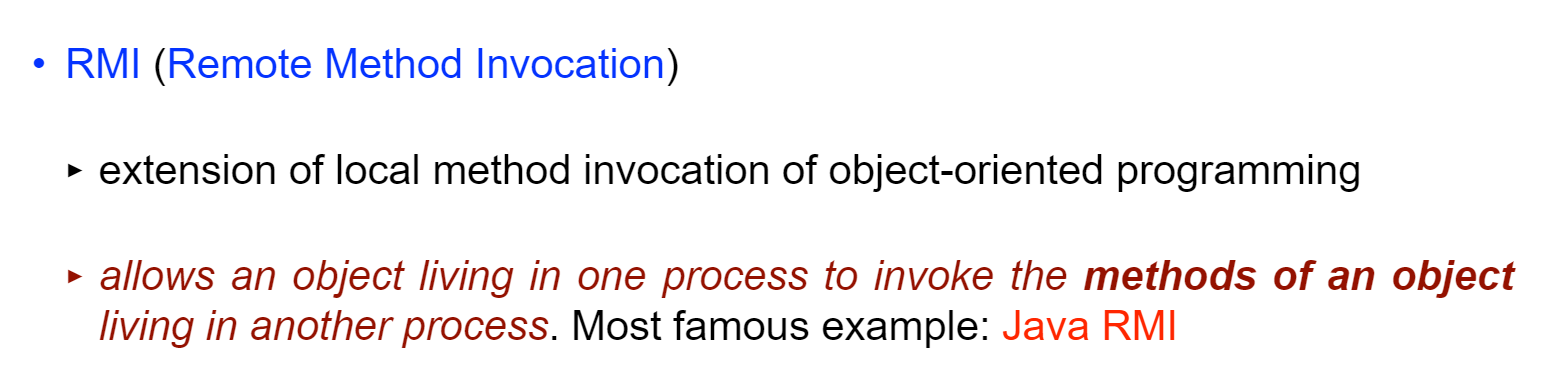 • RMI (Remote Method Invocation)
▸ extension of local method invocation of object-oriented programming
▸ allows an object living in one process to invoke the methods of an object
living in another process. Most famous example: Java RMI